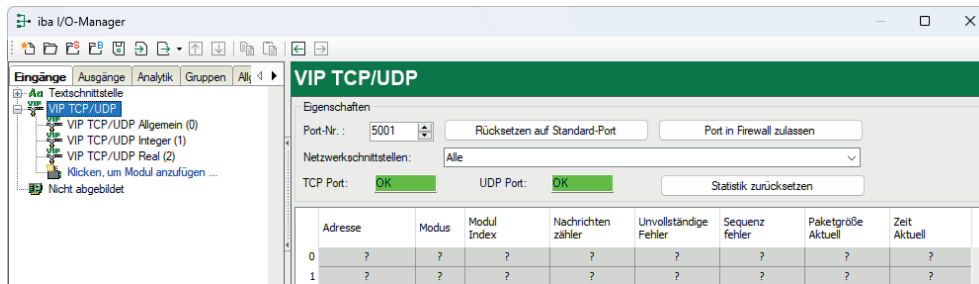 iba I/O-Manager
Eingänge Ausgänge Analytik Gruppen
VIP TCP/UDP
Textschnittstelle
VIP TCP/UDP
VIP TCP/UDP Allgemein (0)
VIP TCP/UDP Integer (1)
VIP TCP/UDP Real (2)
Klicken, um Modul anzufügen ...
Nicht abgebildet
Eigenschaften
Port-Nr. : 5001 Rücksetzen auf Standard-Port Port in Firewall zulassen
Netzwerkschnittstellen: Alle
TCP Port: OK UDP Port: OK Statistik zurücksetzen
Adresse Modus Modul Index Nachrichten zähler Unvollständige Fehler Sequenz fehler Paketgröße Aktuell Zeit Aktuell
0 ? ? ? ? ? ? ? ?
1 ? ? ? ? ? ? ? ?